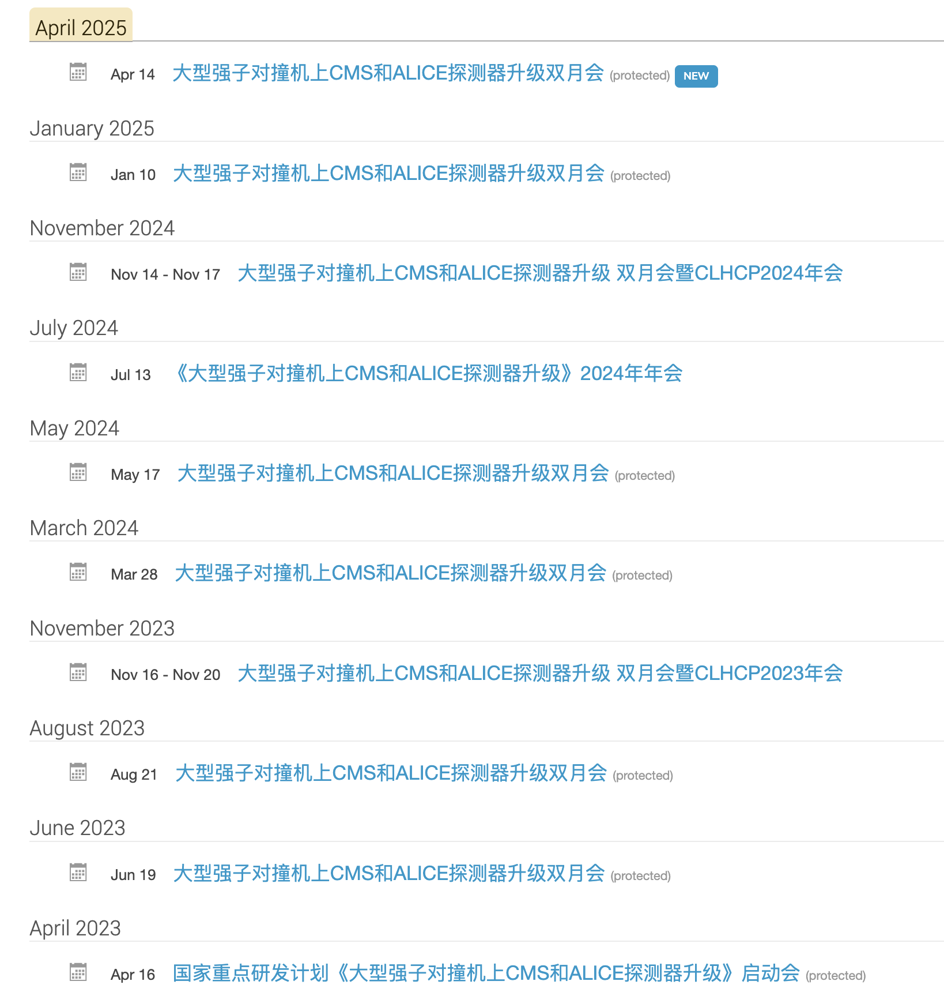 April 2025
Apr 14 大型强子对撞机上CMS和ALICE探测器升级双月会 (protected) NEW
January 2025
Jan 10 大型强子对撞机上CMS和ALICE探测器升级双月会 (protected)
November 2024
Nov 14 - Nov 17 大型强子对撞机上CMS和ALICE探测器升级 双月会暨CLHCP2024年会
July 2024
Jul 13 《大型强子对撞机上CMS和ALICE探测器升级》2024年年会
May 2024
May 17 大型强子对撞机上CMS和ALICE探测器升级双月会 (protected)
March 2024
Mar 28 大型强子对撞机上CMS和ALICE探测器升级双月会 (protected)
November 2023
Nov 16 - Nov 20 大型强子对撞机上CMS和ALICE探测器升级 双月会暨CLHCP2023年会
August 2023
Aug 21 大型强子对撞机上CMS和ALICE探测器升级双月会 (protected)
June 2023
Jun 19 大型强子对撞机上CMS和ALICE探测器升级双月会 (protected)
April 2023
Apr 16 国家重点研发计划《大型强子对撞机上CMS和ALICE探测器升级》启动会 (protected)